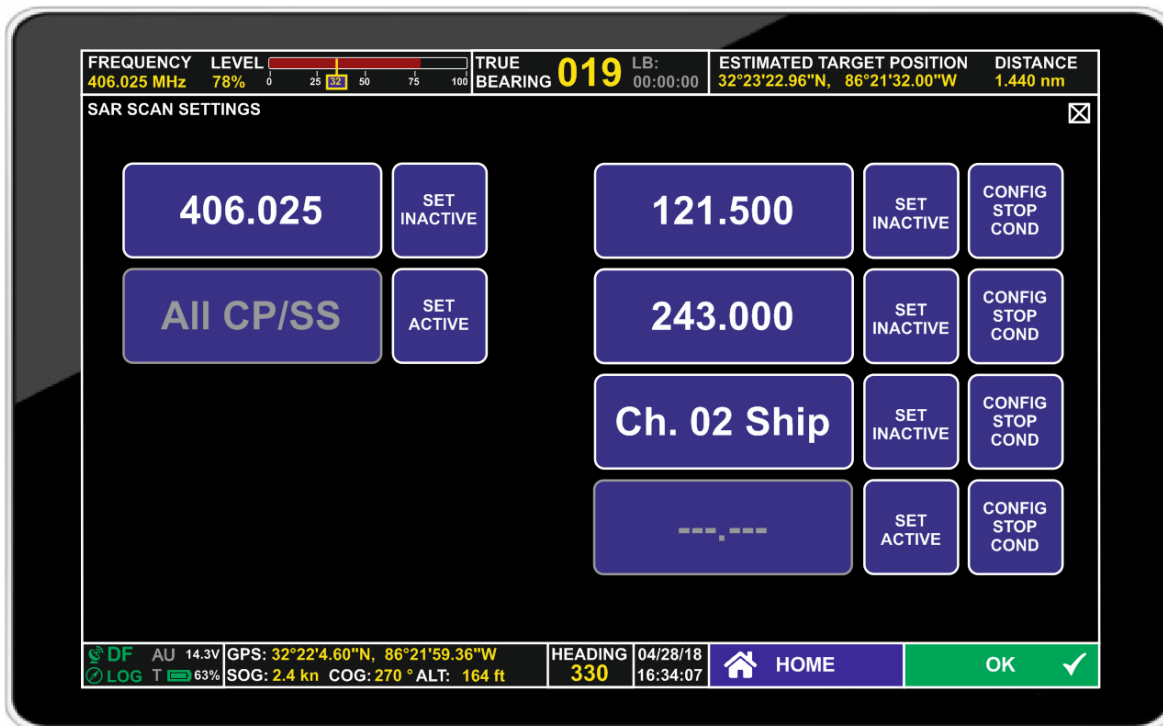 FREQUENCY LEVEL TRUE BEARING 019 LB: 00:00:00 ESTIMATED TARGET POSITION DISTANCE
406.025 MHz 78% 0 25 32 50 75 100 32°23'22.96"N, 86°21'32.00"W 1.440 nm
SAR SCAN SETTINGS
406.025
SET
INACTIVE
121.500
SET
INACTIVE
CONFIG
STOP
COND
All CP/SS
SET
ACTIVE
243.000
SET
INACTIVE
CONFIG
STOP
COND
Ch. 02 Ship
SET
INACTIVE
CONFIG
STOP
COND
---.---
SET
ACTIVE
CONFIG
STOP
COND
DF AU 14.3V GPS: 32°22'4.60"N, 86°21'59.36"W HEADING 04/28/18
LOG T 63% SOG: 2.4 kn COG: 270 ° ALT: 164 ft 330 16:34:07
HOME
OK